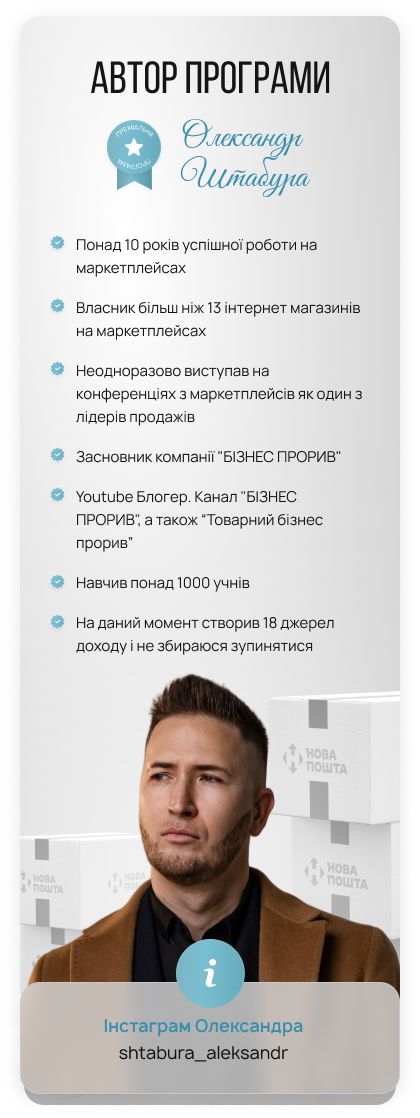 АВТОР ПРОГРАМИ
ПРЕМІАЛЬНА
ПРОГРАМА
Олександр
Штабура
Понад 10 років успішної роботи на
маркетплейсах
Власник більш ніж 13 інтернет магазинів
на маркетплейсах
Неодноразово виступав на
конференціях з маркетплейсів як один з
лідерів продажів
Засновник компанії "БІЗНЕС ПРОРИВ"
Youtube Блогер. Канал "БІЗНЕС
ПРОРИВ", а також “Товарний бізнес
прорив”
Навчив понад 1000 учнів
На даний момент створив 18 джерел
доходу і не збираюся зупинятися
НОВА
ПОШТА
НОВА
ПОШТА
НОВА
ПОШТА
НОВА
ПОШТА
i
Інстаграм Олександра
shtabura_aleksandr